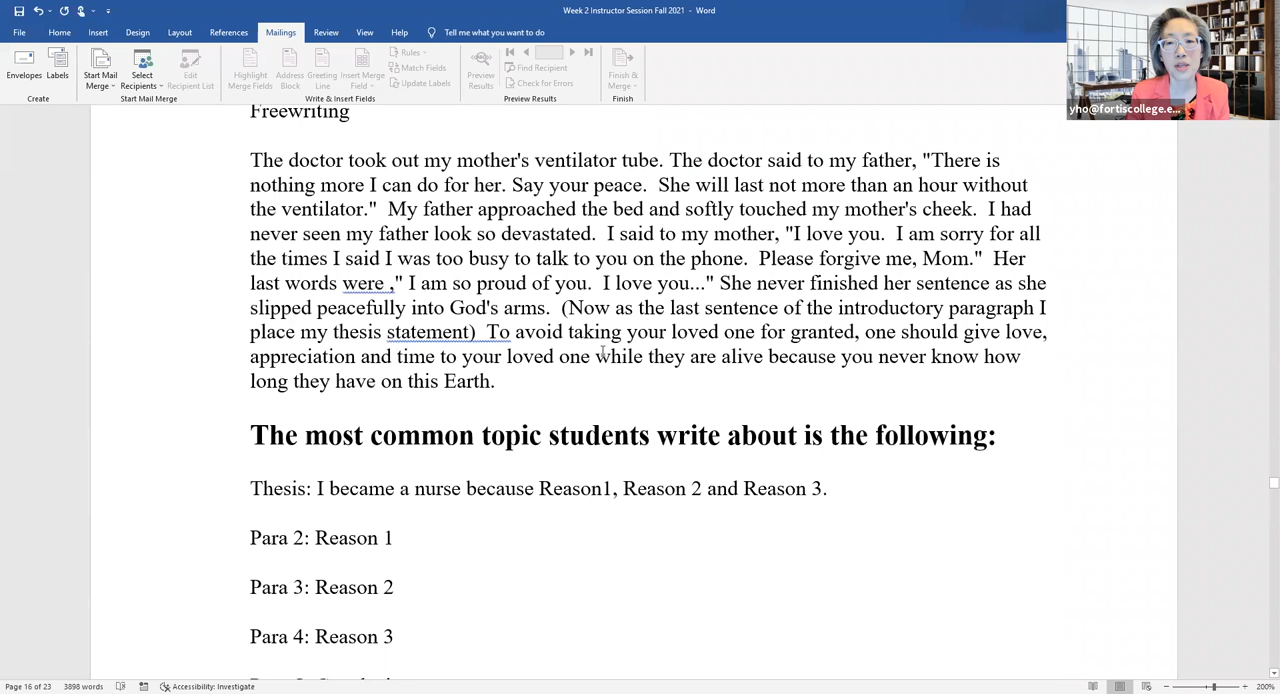 Week 2 Instructor Session Fall 2021 - Word
File Home Insert Design Layout References Mailings Review View Help Tell me what you want to do
Envelopes Labels
Create
Start Mail Merge
Select Recipients
Edit Recipient List
Start Mail Merge
Highlight Merge Fields
Address Block
Greeting Line
Insert Merge Field
Rules
Match Fields
Update Labels
Write & Insert Fields
Preview Results
Find Recipient
Check for Errors
Preview Results
Finish & Merge
Finish
yho@fortiscollege.e...
Freewriting
The doctor took out my mother's ventilator tube. The doctor said to my father, "There is
nothing more I can do for her. Say your peace.  She will last not more than an hour without
the ventilator."  My father approached the bed and softly touched my mother's cheek.  I had
never seen my father look so devastated.  I said to my mother, "I love you.  I am sorry for all
the times I said I was too busy to talk to you on the phone.  Please forgive me, Mom."  Her
last words were ," I am so proud of you.  I love you..." She never finished her sentence as she
slipped peacefully into God's arms.  (Now as the last sentence of the introductory paragraph I
place my thesis statement)  To avoid taking your loved one for granted, one should give love,
appreciation and time to your loved one while they are alive because you never know how
long they have on this Earth.
The most common topic students write about is the following:
Thesis: I became a nurse because Reason1, Reason 2 and Reason 3.
Para 2: Reason 1
Para 3: Reason 2
Para 4: Reason 3
Page 16 of 23 3898 words Accessibility: Investigate 200%